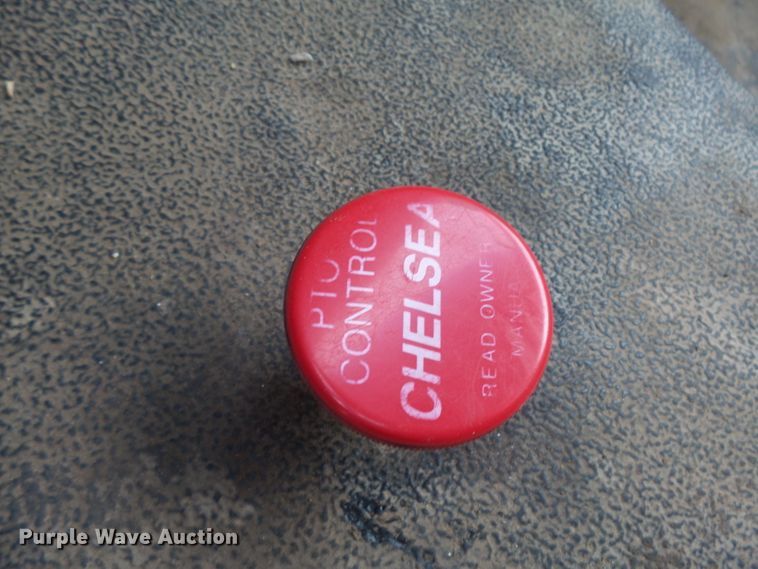 PTO
CONTROL
CHELSEA
READ OWNER
MANUA
Purple Wave Auction